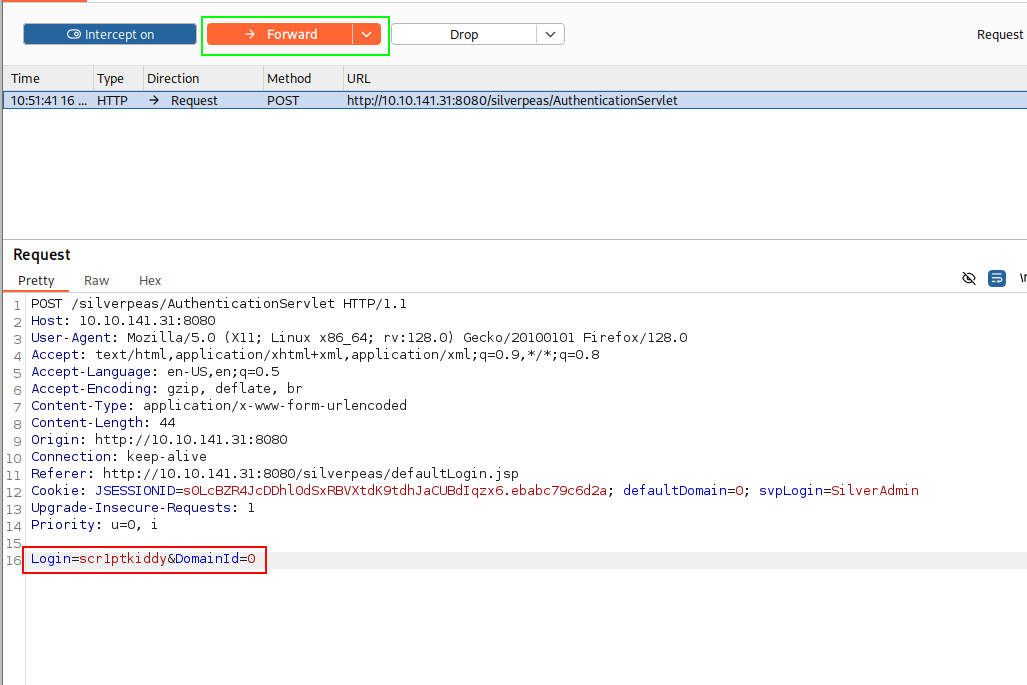 Intercept on Forward Drop Request
Time Type Direction Method URL
10:51:41 16 ... HTTP → Request POST http://10.10.141.31:8080/silverpeas/AuthenticationServlet
Request
Pretty Raw Hex
1 POST /silverpeas/AuthenticationServlet HTTP/1.1
2 Host: 10.10.141.31:8080
3 User-Agent: Mozilla/5.0 (X11; Linux x86_64; rv:128.0) Gecko/20100101 Firefox/128.0
4 Accept: text/html,application/xhtml+xml,application/xml;q=0.9,*/*;q=0.8
5 Accept-Language: en-US,en;q=0.5
6 Accept-Encoding: gzip, deflate, br
7 Content-Type: application/x-www-form-urlencoded
8 Content-Length: 44
9 Origin: http://10.10.141.31:8080
10 Connection: keep-alive
11 Referer: http://10.10.141.31:8080/silverpeas/defaultLogin.jsp
12 Cookie: JSESSIONID=s0LcBZR4JcDDhl0dSxRBVXtdK9tdhJaCUBdIqzx6.ebabc79c6d2a; defaultDomain=0; svpLogin=SilverAdmin
13 Upgrade-Insecure-Requests: 1
14 Priority: u=0, i
15
16 Login=scr1ptkiddy&DomainId=0